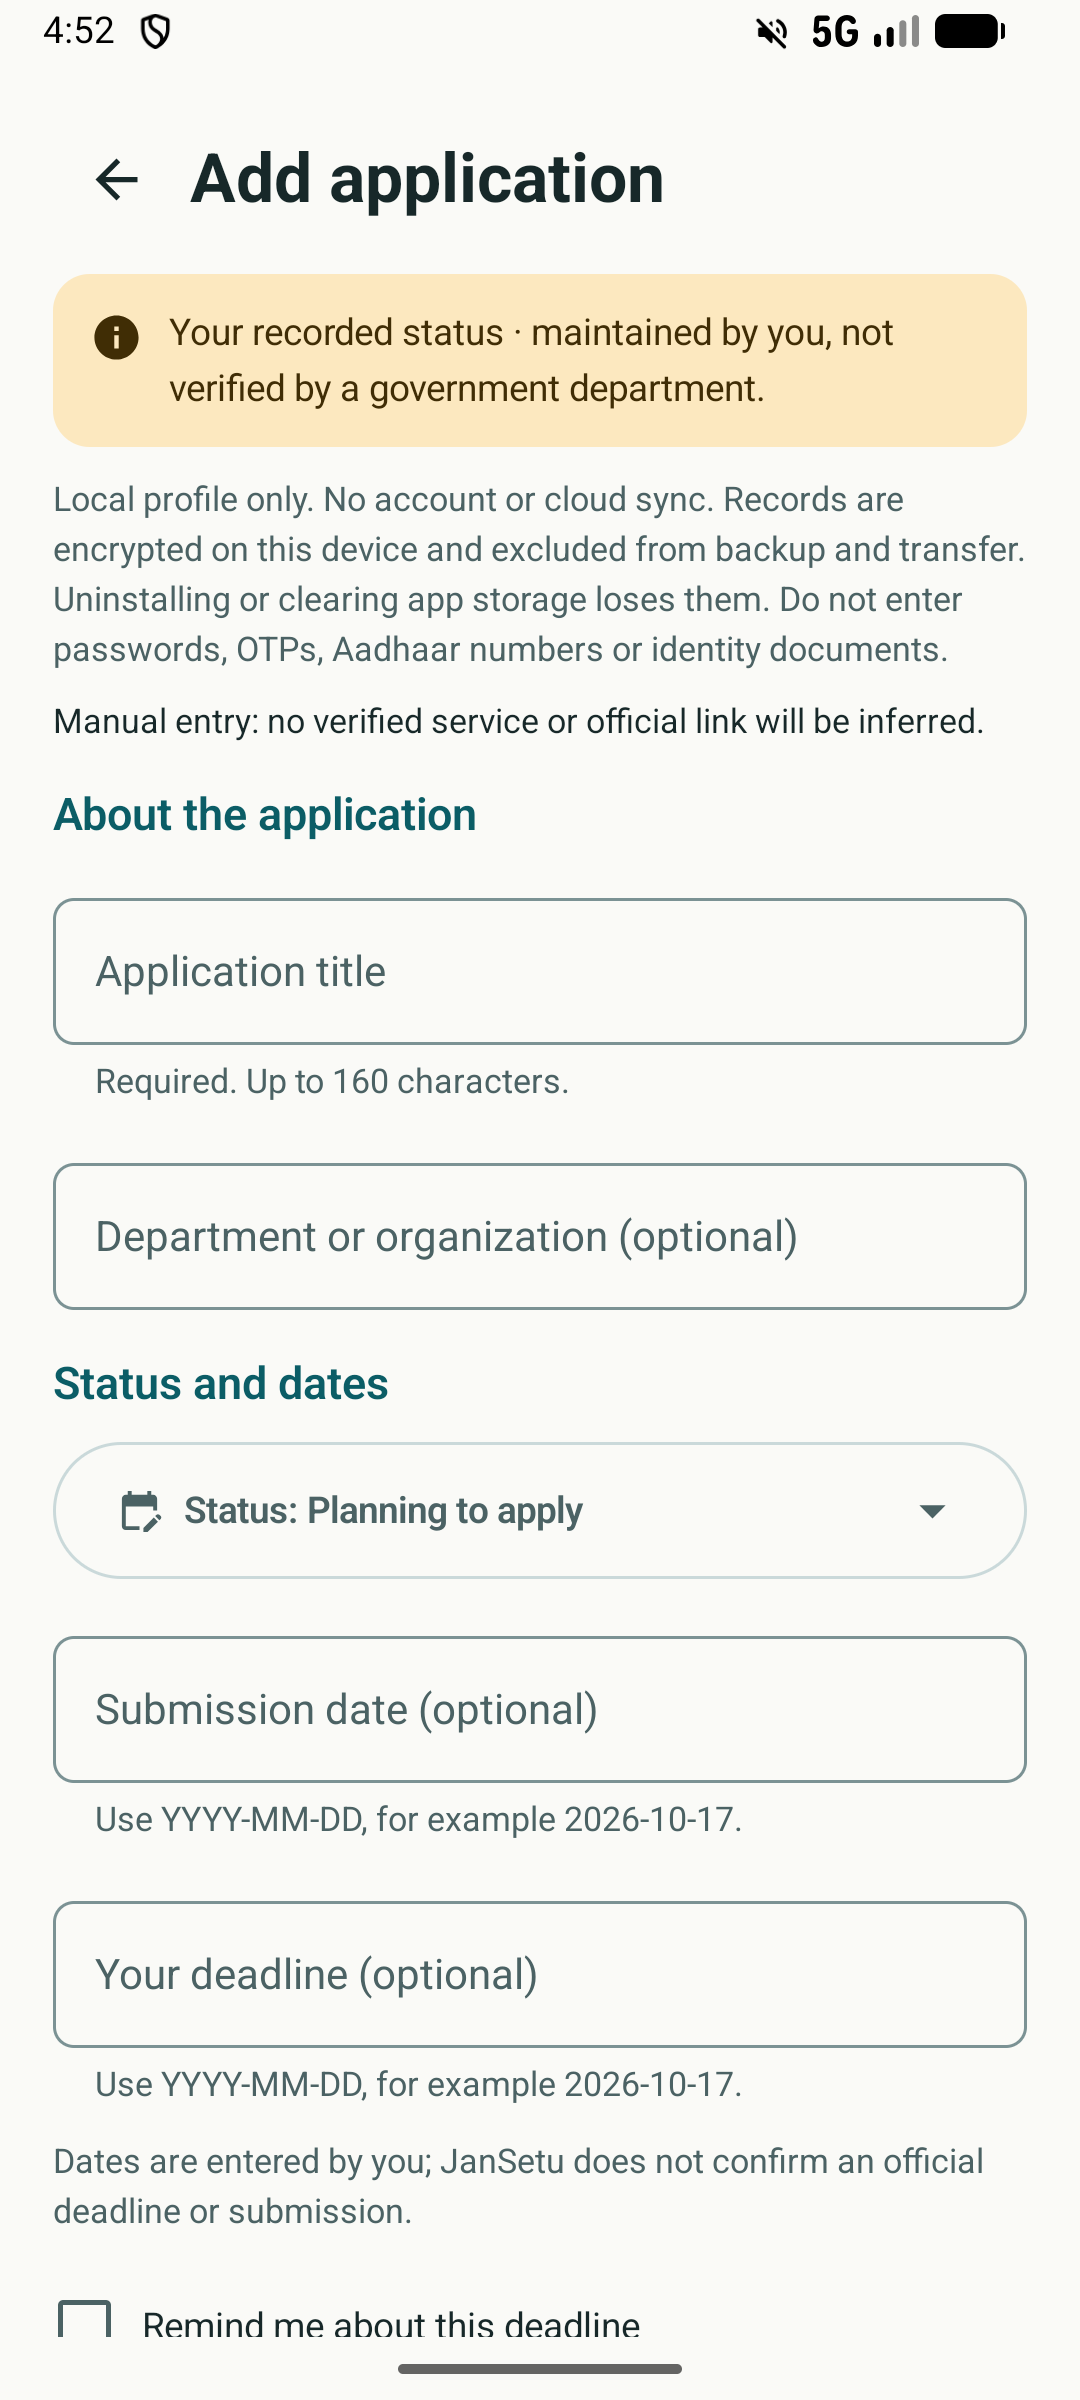 4:52
5G
Add application
Your recorded status · maintained by you, not
verified by a government department.
Local profile only. No account or cloud sync. Records are
encrypted on this device and excluded from backup and transfer.
Uninstalling or clearing app storage loses them. Do not enter
passwords, OTPs, Aadhaar numbers or identity documents.
Manual entry: no verified service or official link will be inferred.
About the application
Application title
Required. Up to 160 characters.
Department or organization (optional)
Status and dates
Status: Planning to apply
Submission date (optional)
Use YYYY-MM-DD, for example 2026-10-17.
Your deadline (optional)
Use YYYY-MM-DD, for example 2026-10-17.
Dates are entered by you; JanSetu does not confirm an official
deadline or submission.
Remind me about this deadline